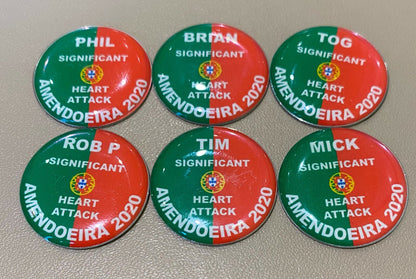 PHIL
SIGNIFICANT
HEART
ATTACK
AMENDOEIRA 2020
BRIAN
SIGNIFICANT
HEART
ATTACK
AMENDOEIRA 2020
TOG
SIGNIFICANT
HEART
ATTACK
AMENDOEIRA 2020
ROB P
SIGNIFICANT
HEART
ATTACK
AMENDOEIRA 2020
TIM
SIGNIFICANT
HEART
ATTACK
AMENDOEIRA 2020
MICK
SIGNIFICANT
HEART
ATTACK
AMENDOEIRA 2020